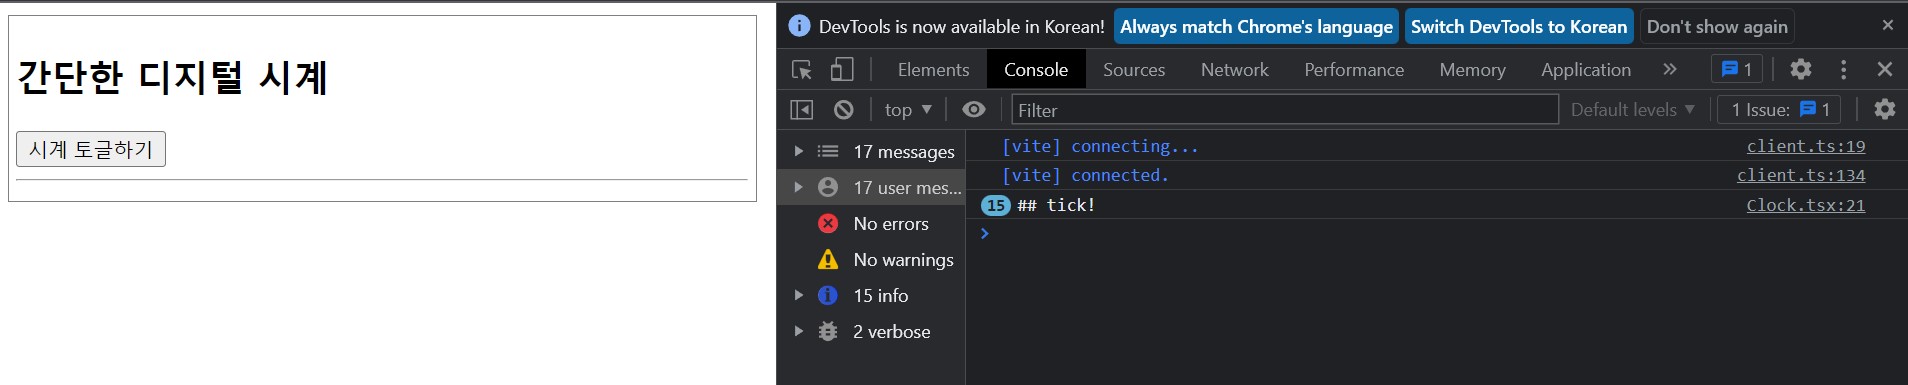 간단한 디지털 시계
시계 토글하기
DevTools is now available in Korean! Always match Chrome's language Switch DevTools to Korean Don't show again
Elements Console Sources Network Performance Memory Application » 1
top Filter Default levels 1 Issue: 1
17 messages
17 user mes...
No errors
No warnings
15 info
2 verbose
[vite] connecting... client.ts:19
[vite] connected. client.ts:134
15 ## tick! Clock.tsx:21